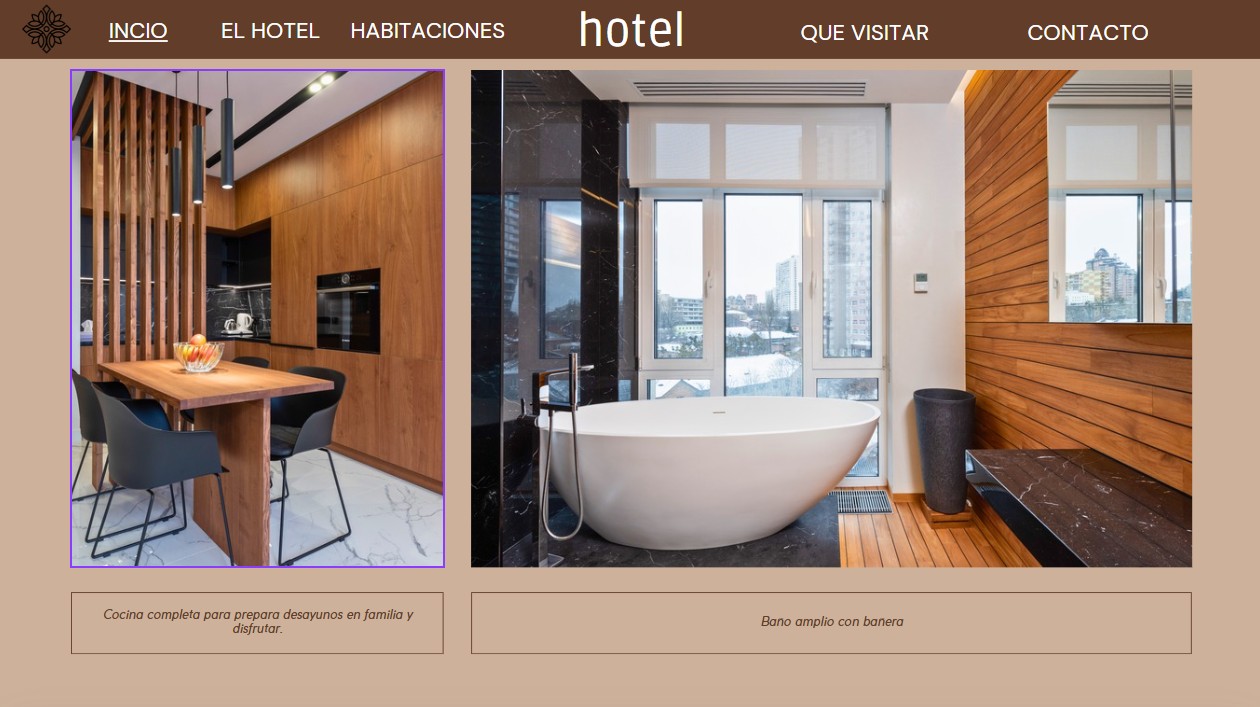 INCIO
EL HOTEL
HABITACIONES
hotel
QUE VISITAR
CONTACTO
Cocina completa para prepara desayunos en familia y
disfrutar.
Bano amplio con banera